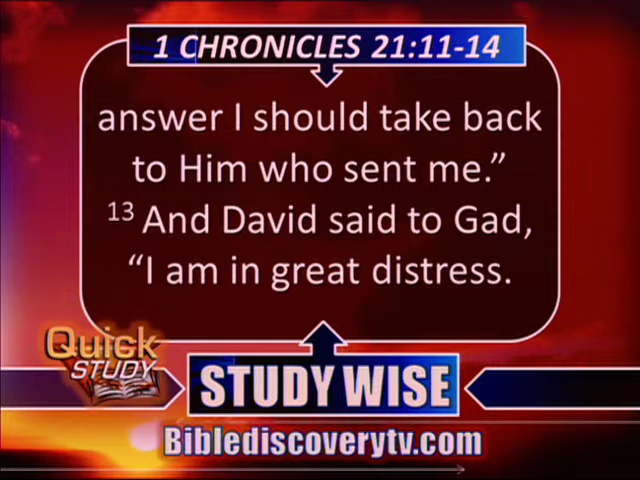 1 CHRONICLES 21:11-14
answer I should take back
to Him who sent me.”
13 And David said to Gad,
“I am in great distress.
Quick
STUDY
STUDY WISE
Biblediscoverytv.com